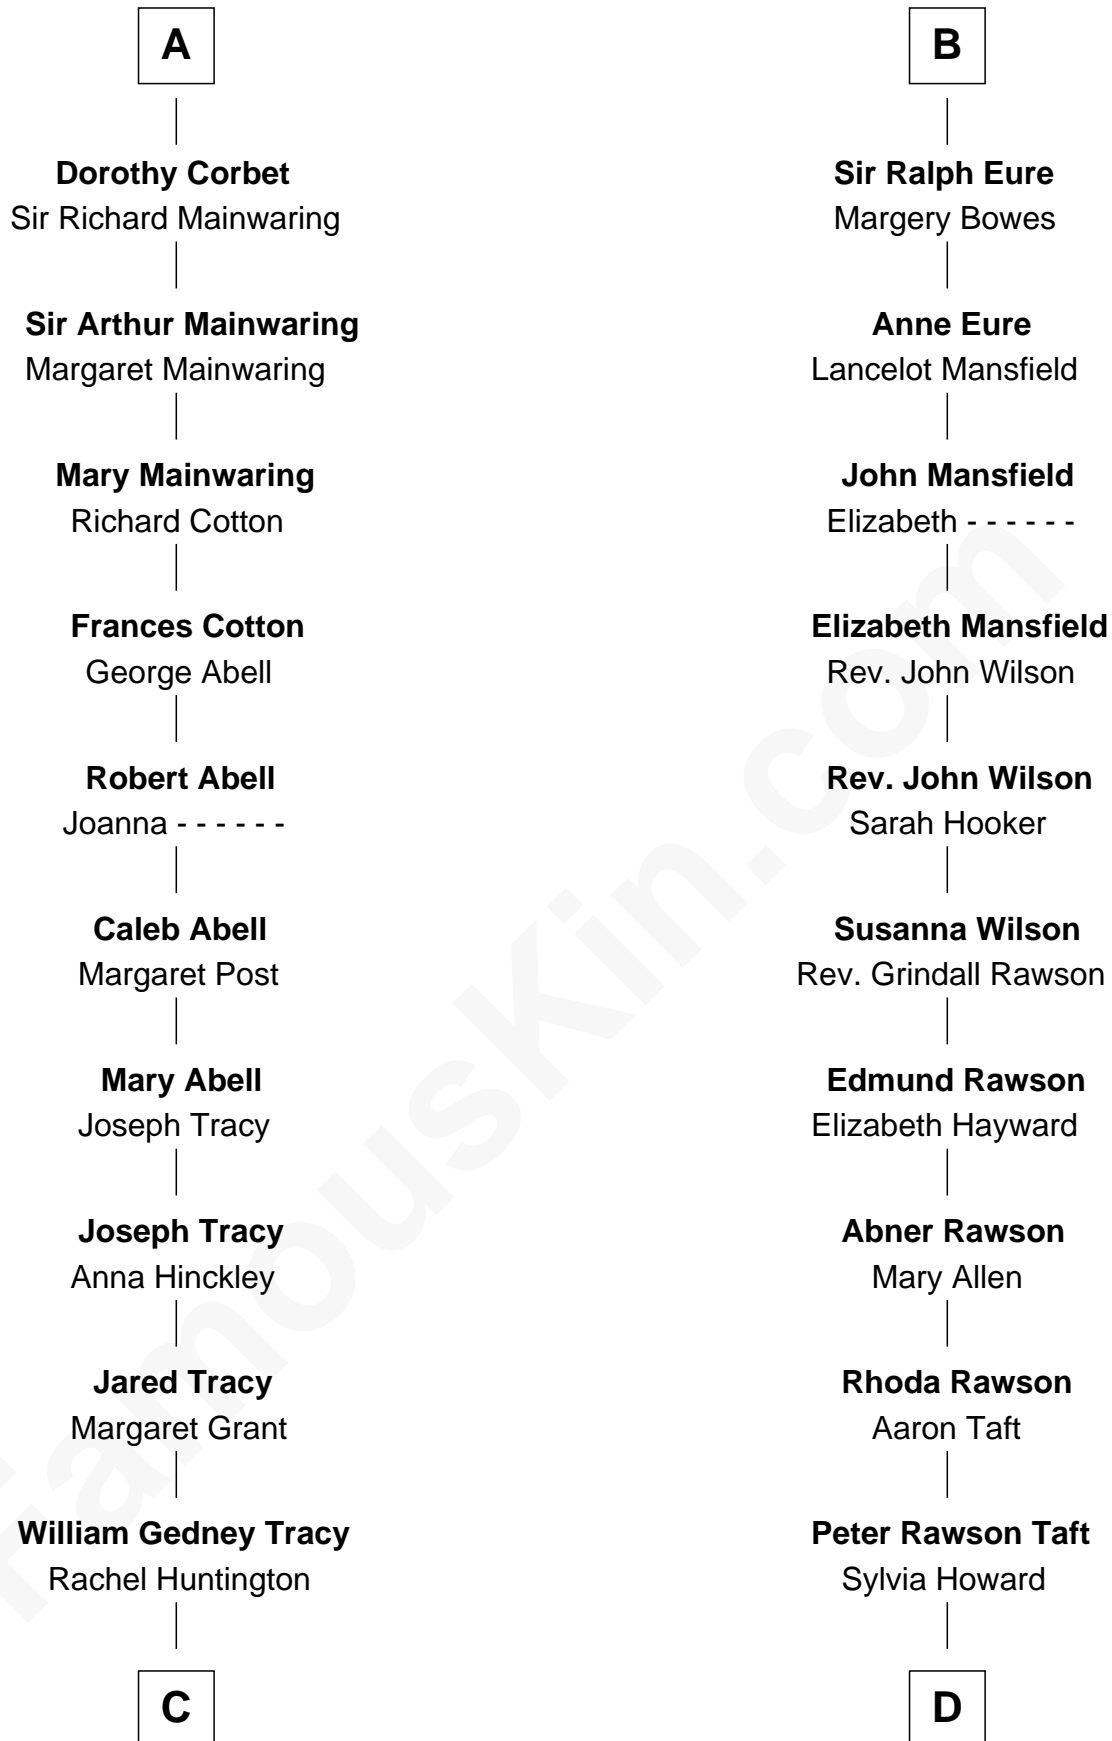 A
Dorothy Corbet
Sir Richard Mainwaring
Sir Arthur Mainwaring
Margaret Mainwaring
Mary Mainwaring
Richard Cotton
Frances Cotton
George Abell
Robert Abell
Joanna - - - - - -
Caleb Abell
Margaret Post
Mary Abell
Joseph Tracy
Joseph Tracy
Anna Hinckley
Jared Tracy
Margaret Grant
William Gedney Tracy
Rachel Huntington
C
B
Sir Ralph Eure
Margery Bowes
Anne Eure
Lancelot Mansfield
John Mansfield
Elizabeth - - - - - -
Elizabeth Mansfield
Rev. John Wilson
Rev. John Wilson
Sarah Hooker
Susanna Wilson
Rev. Grindall Rawson
Edmund Rawson
Elizabeth Hayward
Abner Rawson
Mary Allen
Rhoda Rawson
Aaron Taft
Peter Rawson Taft
Sylvia Howard
D
FamousKin.com